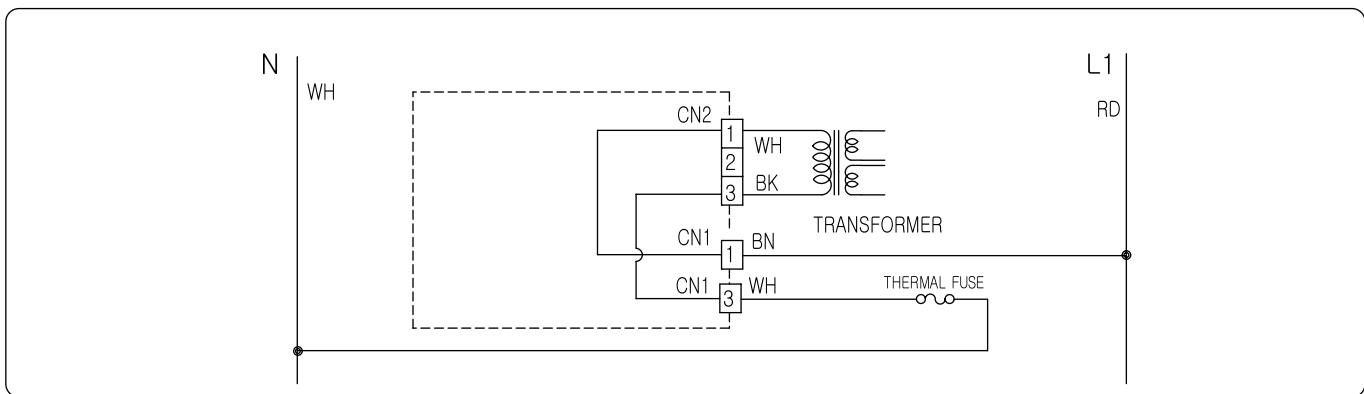 N
L1
WH
RD
CN2
1
WH
2
3
BK
TRANSFORMER
CN1
1
BN
CN1
3
WH
THERMAL FUSE